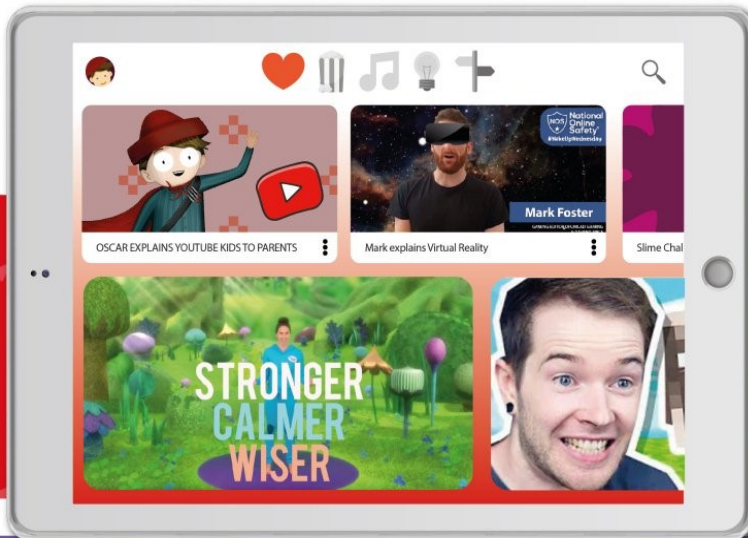 NOS
National
Online
Safety
#WakeUpWednesday
Mark Foster
OSCAR EXPLAINS YOUTUBE KIDS TO PARENTS
Mark explains Virtual Reality
Slime Chal
STRONGER
CALMER
WISER